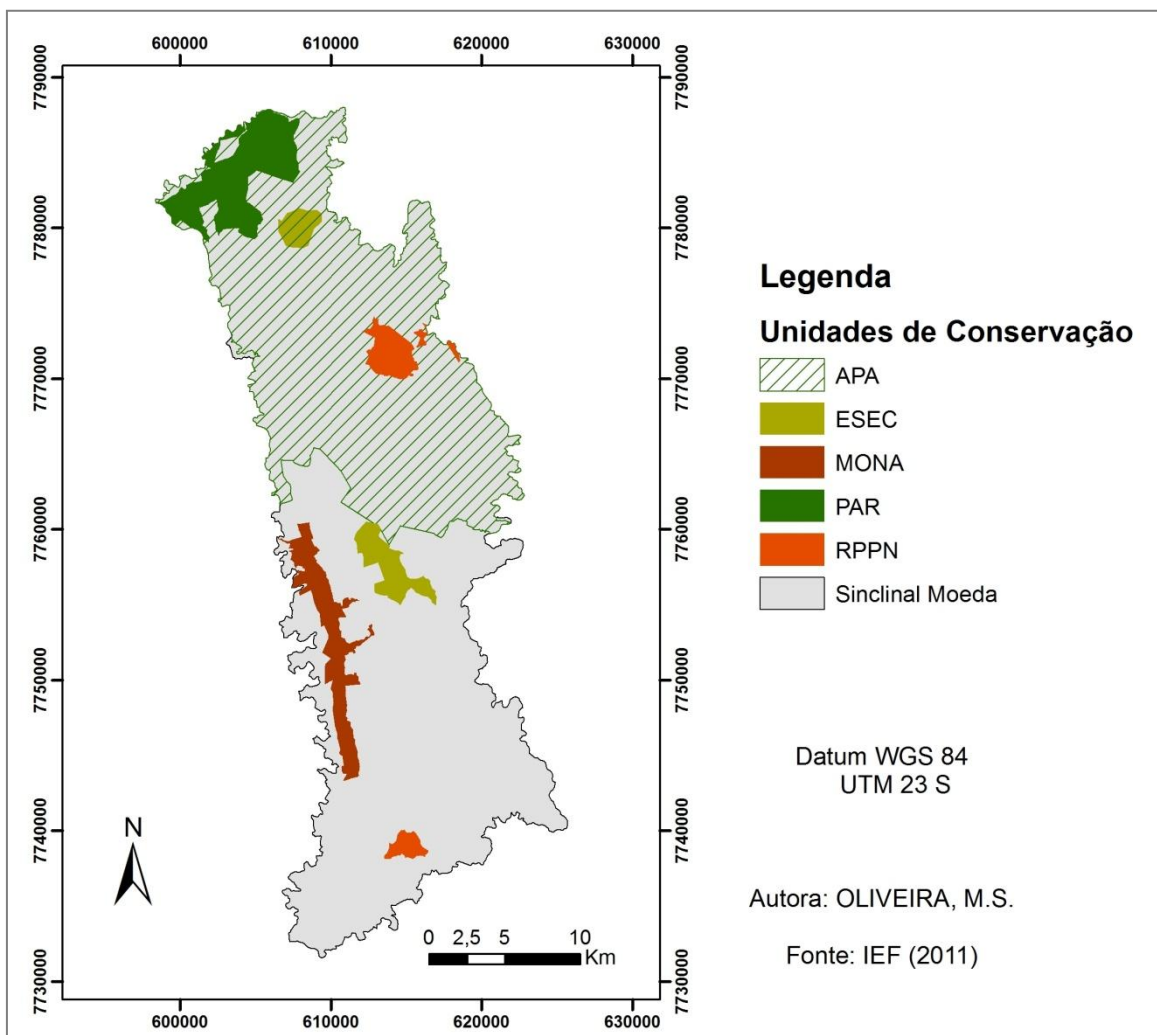 600000 610000 620000 630000
7790000 7790000
7780000 7780000
7770000 7770000
7760000 7760000
7750000 7750000
7740000 7740000
7730000 7730000
Legenda
Unidades de Conservação
APA
ESEC
MONA
PAR
RPPN
Sinclinal Moeda
Datum WGS 84
UTM 23 S
N
0 2,5 5 10
Km
Autora: OLIVEIRA, M.S.
Fonte: IEF (2011)
600000 610000 620000 630000